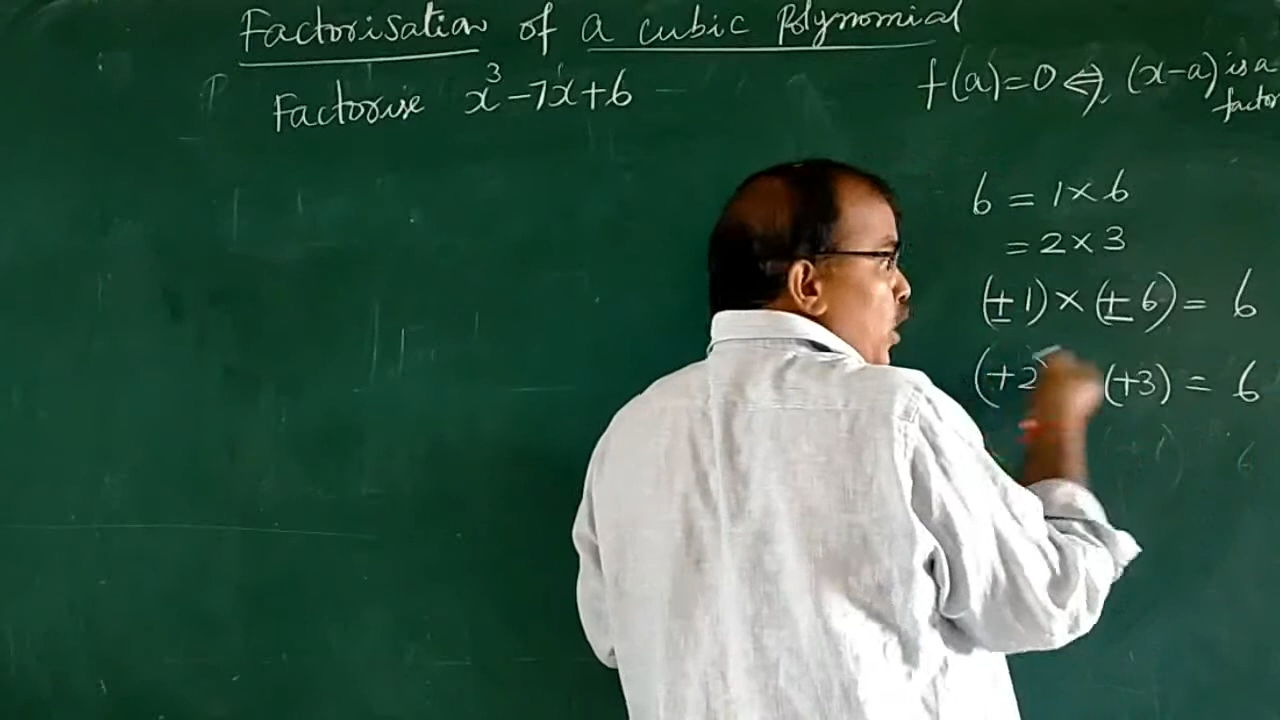 Factorisation of a cubic Polynomial
Factorise x³-7x+6
f(a)=0 ⇔ (x-a) is a factor
6 = 1×6
= 2×3
(±1)×(±6)= 6
(+2) (+3) = 6